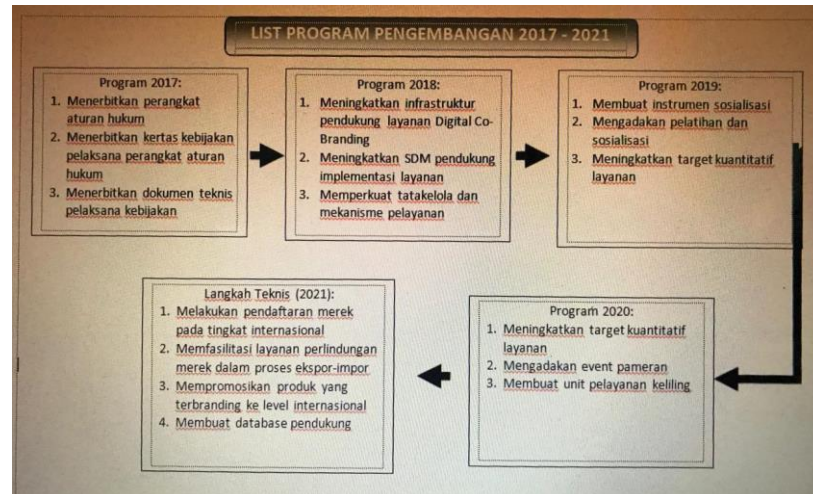 LIST PROGRAM PENGEMBANGAN 2017 - 2021
Program 2017:
1. Menerbitkan perangkat
aturan hukum
2. Menerbitkan kertas kebijakan
pelaksana perangkat aturan
hukum
3. Menerbitkan dokumen teknis
pelaksana kebijakan
Program 2018:
1. Meningkatkan infrastruktur
pendukung layanan Digital Co-
Branding
2. Meningkatkan SDM pendukung
implementasi layanan
3. Memperkuat tatakelola dan
mekanisme pelayanan
Program 2019:
1. Membuat instrumen sosialisasi
2. Mengadakan pelatihan dan
sosialisasi
3. Meningkatkan target kuantitatif
layanan
Program 2020:
1. Meningkatkan target kuantitatif
layanan
2. Mengadakan event pameran
3. Membuat unit pelayanan keliling
Langkah Teknis (2021):
1. Melakukan pendaftaran merek
pada tingkat internasional
2. Memfasilitasi layanan perlindungan
merek dalam proses ekspor-impor
3. Mempromosikan produk yang
terbranding ke level internasional
4. Membuat database pendukung